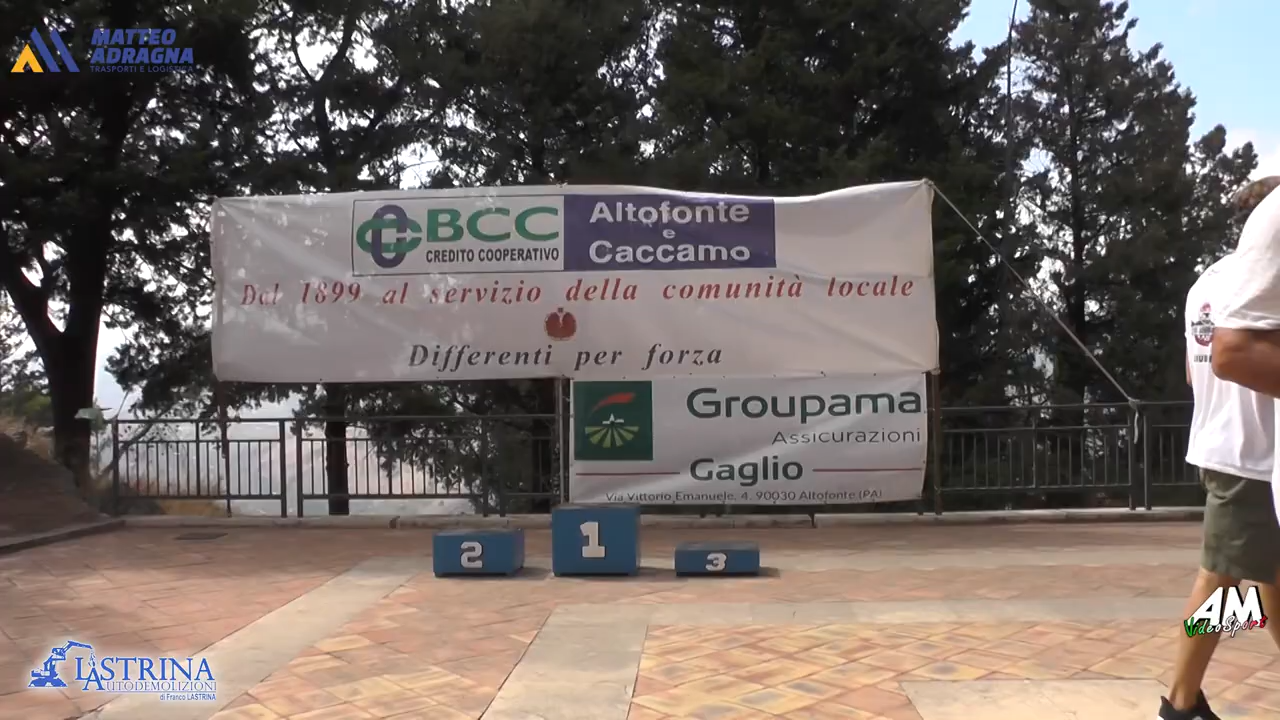 MATTEO
ADRAGNA
TRASPORTI E LOGISTICA
BCC
CREDITO COOPERATIVO
Altofonte
e
Caccamo
Dal 1899 al servizio della comunità locale
Differenti per forza
Groupama
Assicurazioni
Gaglio
Via Vittorio Emanuele, 4, 90030 Altofonte (PA)
2
1
3
AM
VideoSport
LASTRINA
AUTODEMOLIZIONI
di Franco LASTRINA